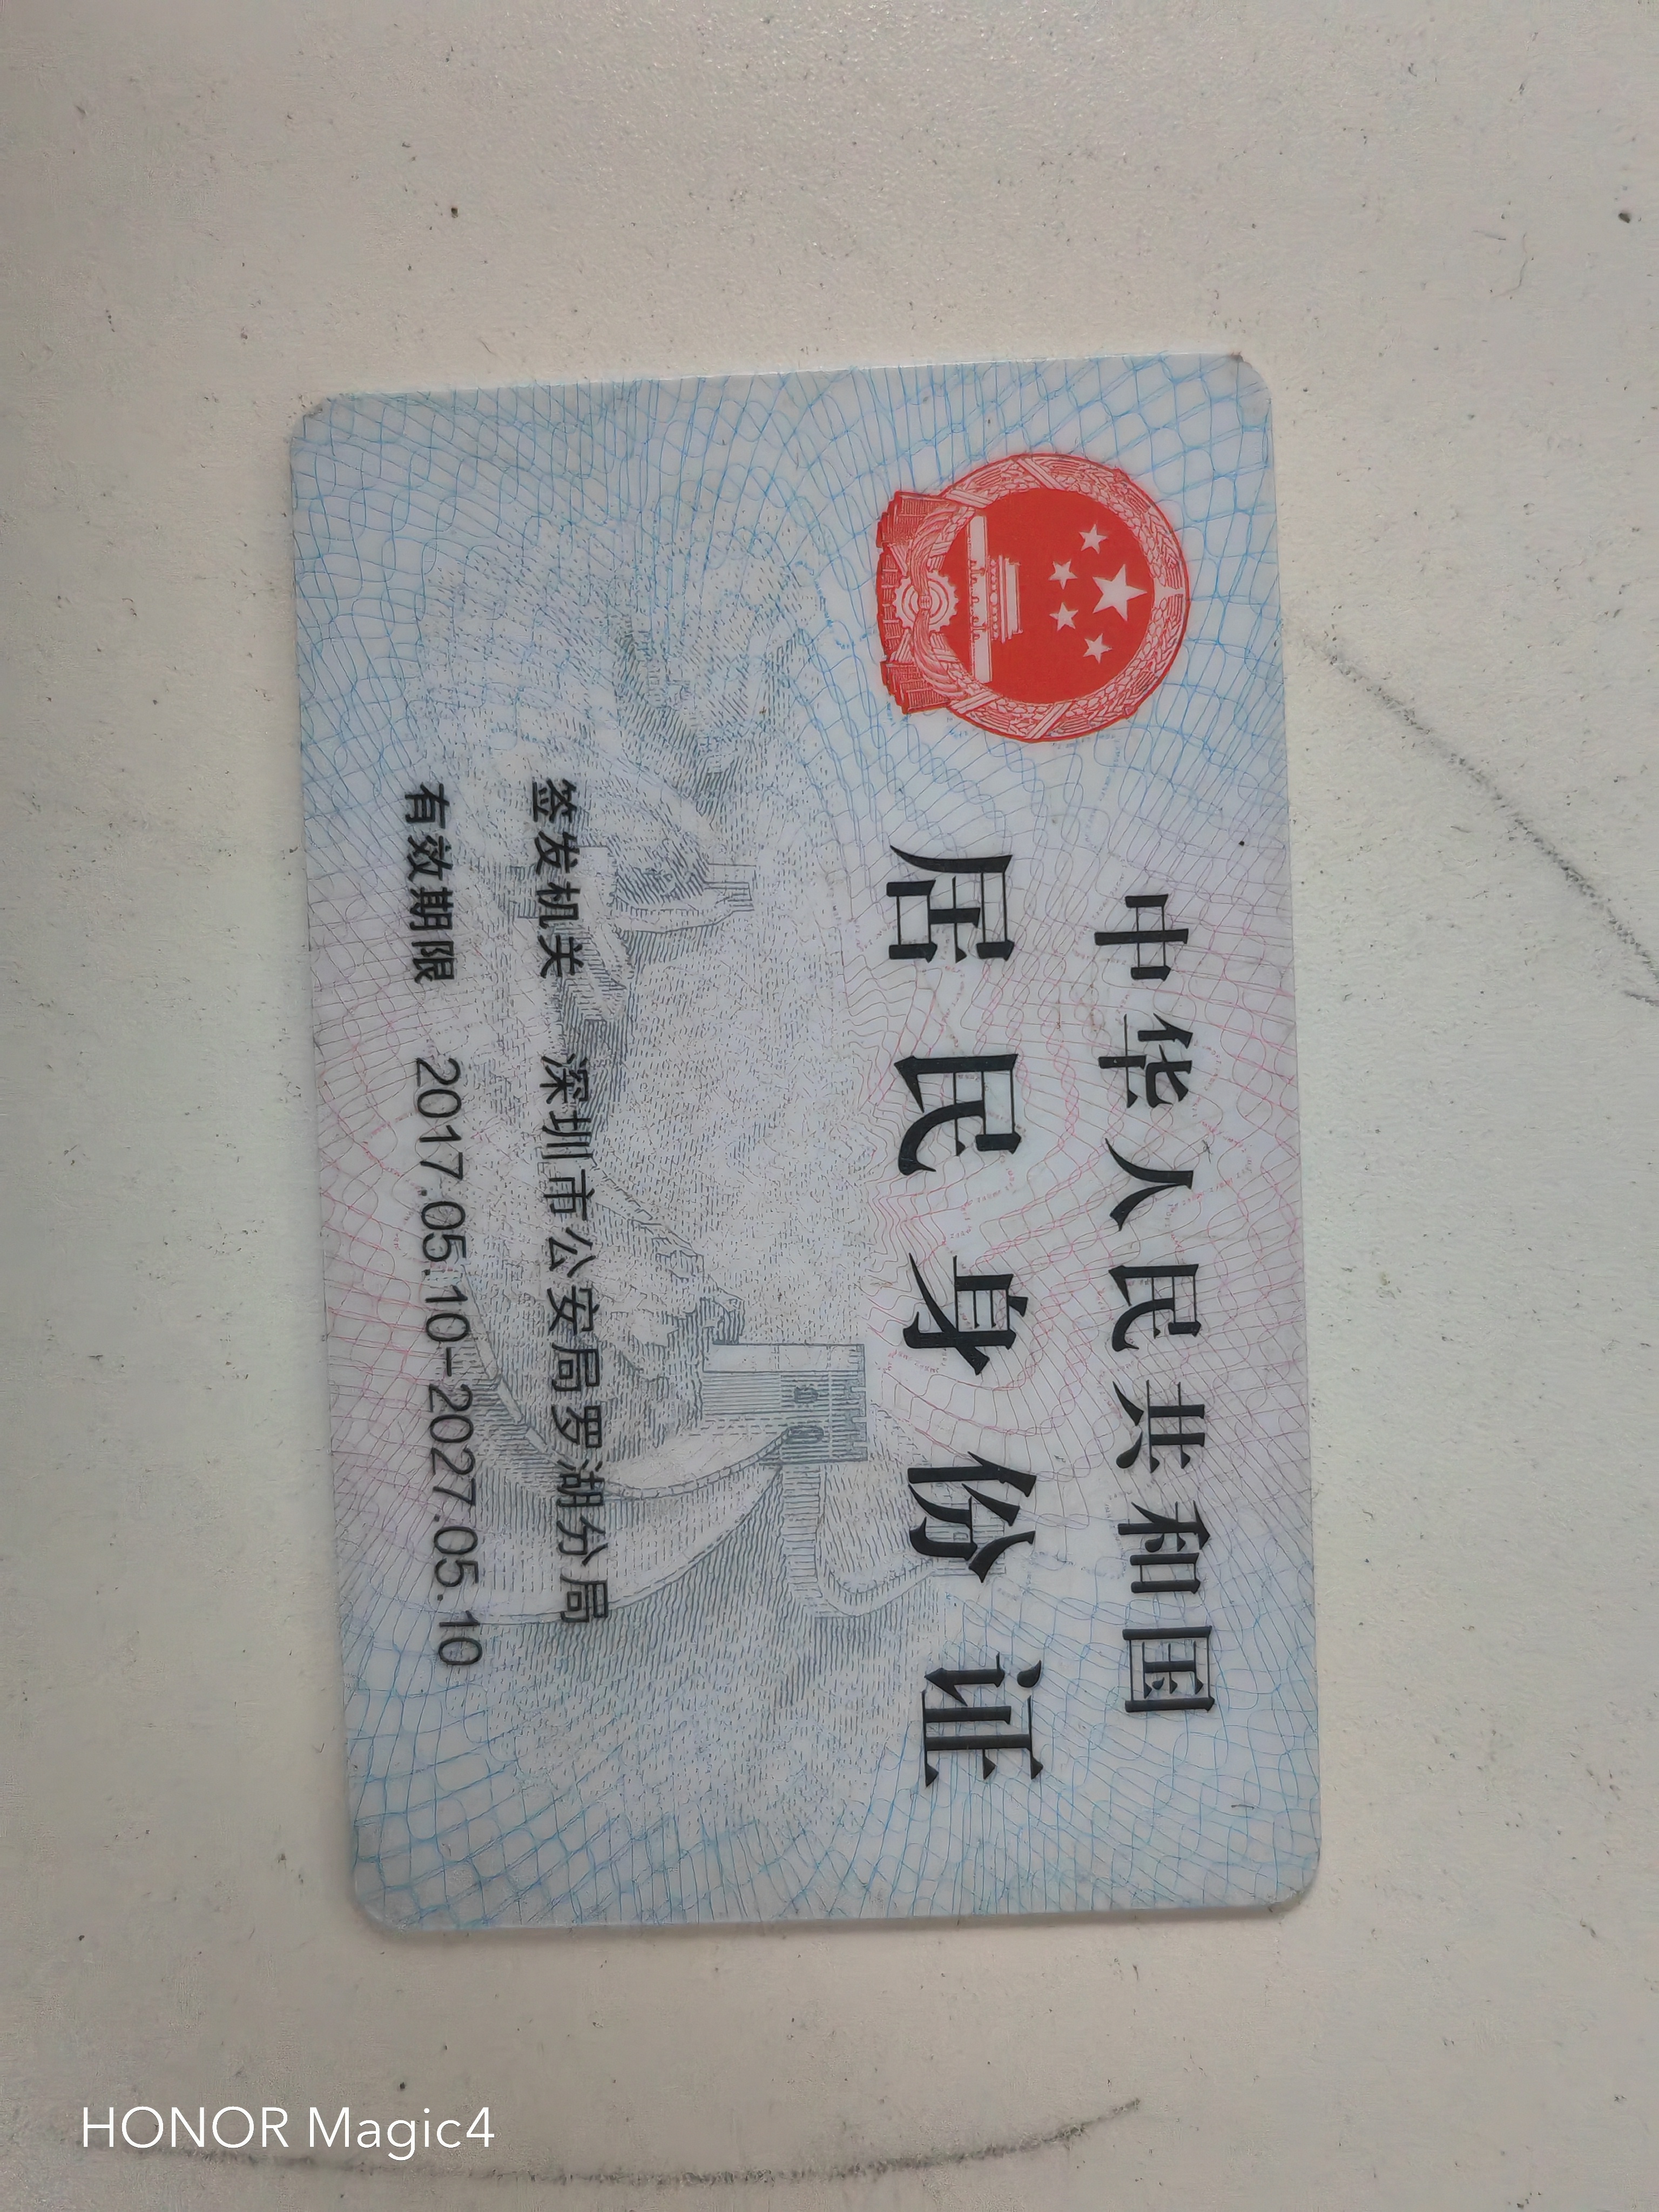 中华人民共和国
居民身份证
签发机关 深圳市公安局罗湖分局
有效期限 2017.05.10-2027.05.10
HONOR Magic4